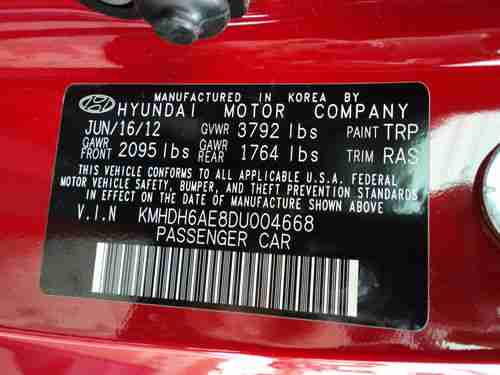 MANUFACTURED IN KOREA BY
HYUNDAI MOTOR COMPANY
JUN/16/12 GVWR 3792 lbs PAINT TRP
GAWR FRONT 2095 lbs GAWR REAR 1764 lbs TRIM RAS
THIS VEHICLE CONFORMS TO ALL APPLICABLE U.S.A. FEDERAL
MOTOR VEHICLE SAFETY, BUMPER, AND THEFT PREVENTION STANDARDS
IN EFFECT ON THE DATE OF MANUFACTURE SHOWN ABOVE
V.I.N KMHDH6AE8DU004668
PASSENGER CAR